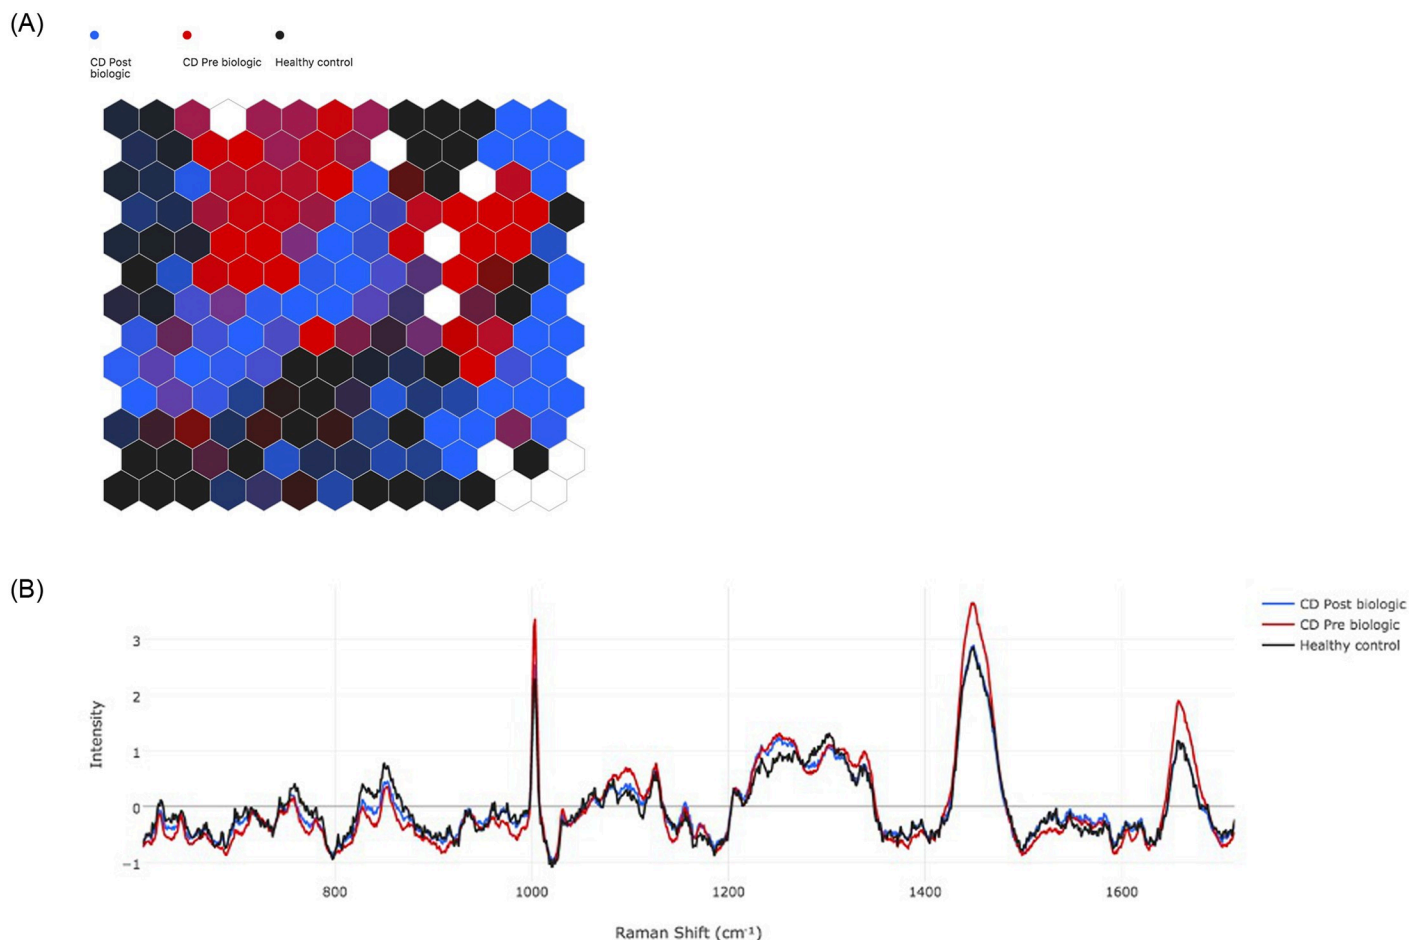 (A)
CD Post
biologic
CD Pre biologic
Healthy control
(B)
CD Post biologic
CD Pre biologic
Healthy control
3
2
1
0
−1
Intensity
800
1000
1200
1400
1600
Raman Shift (cm⁻¹)